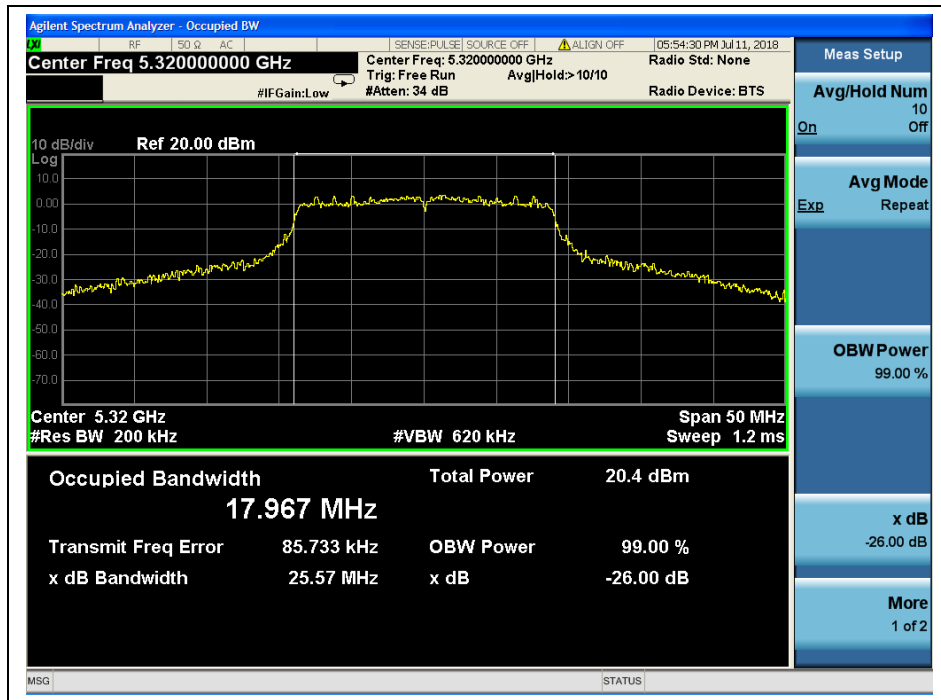 Agilent Spectrum Analyzer - Occupied BW
LXI RF 50 Ω AC SENSE:PULSE SOURCE OFF ALIGN OFF 05:54:30 PM Jul 11, 2018
Center Freq 5.320000000 GHz
Center Freq: 5.320000000 GHz
Radio Std: None
Trig: Free Run Avg|Hold:>10/10
#IFGain:Low
#Atten: 34 dB
Radio Device: BTS
10 dB/div Ref 20.00 dBm
Log
10.0
0.00
-10.0
-20.0
-30.0
-40.0
-50.0
-60.0
-70.0
Center 5.32 GHz
Span 50 MHz
#Res BW 200 kHz
#VBW 620 kHz
Sweep 1.2 ms
Occupied Bandwidth
17.967 MHz
Total Power 20.4 dBm
Transmit Freq Error 85.733 kHz
OBW Power 99.00 %
x dB Bandwidth 25.57 MHz
x dB -26.00 dB
Meas Setup
Avg/Hold Num
10
On Off
Avg Mode
Exp Repeat
OBW Power
99.00 %
x dB
-26.00 dB
More
1 of 2
MSG
STATUS